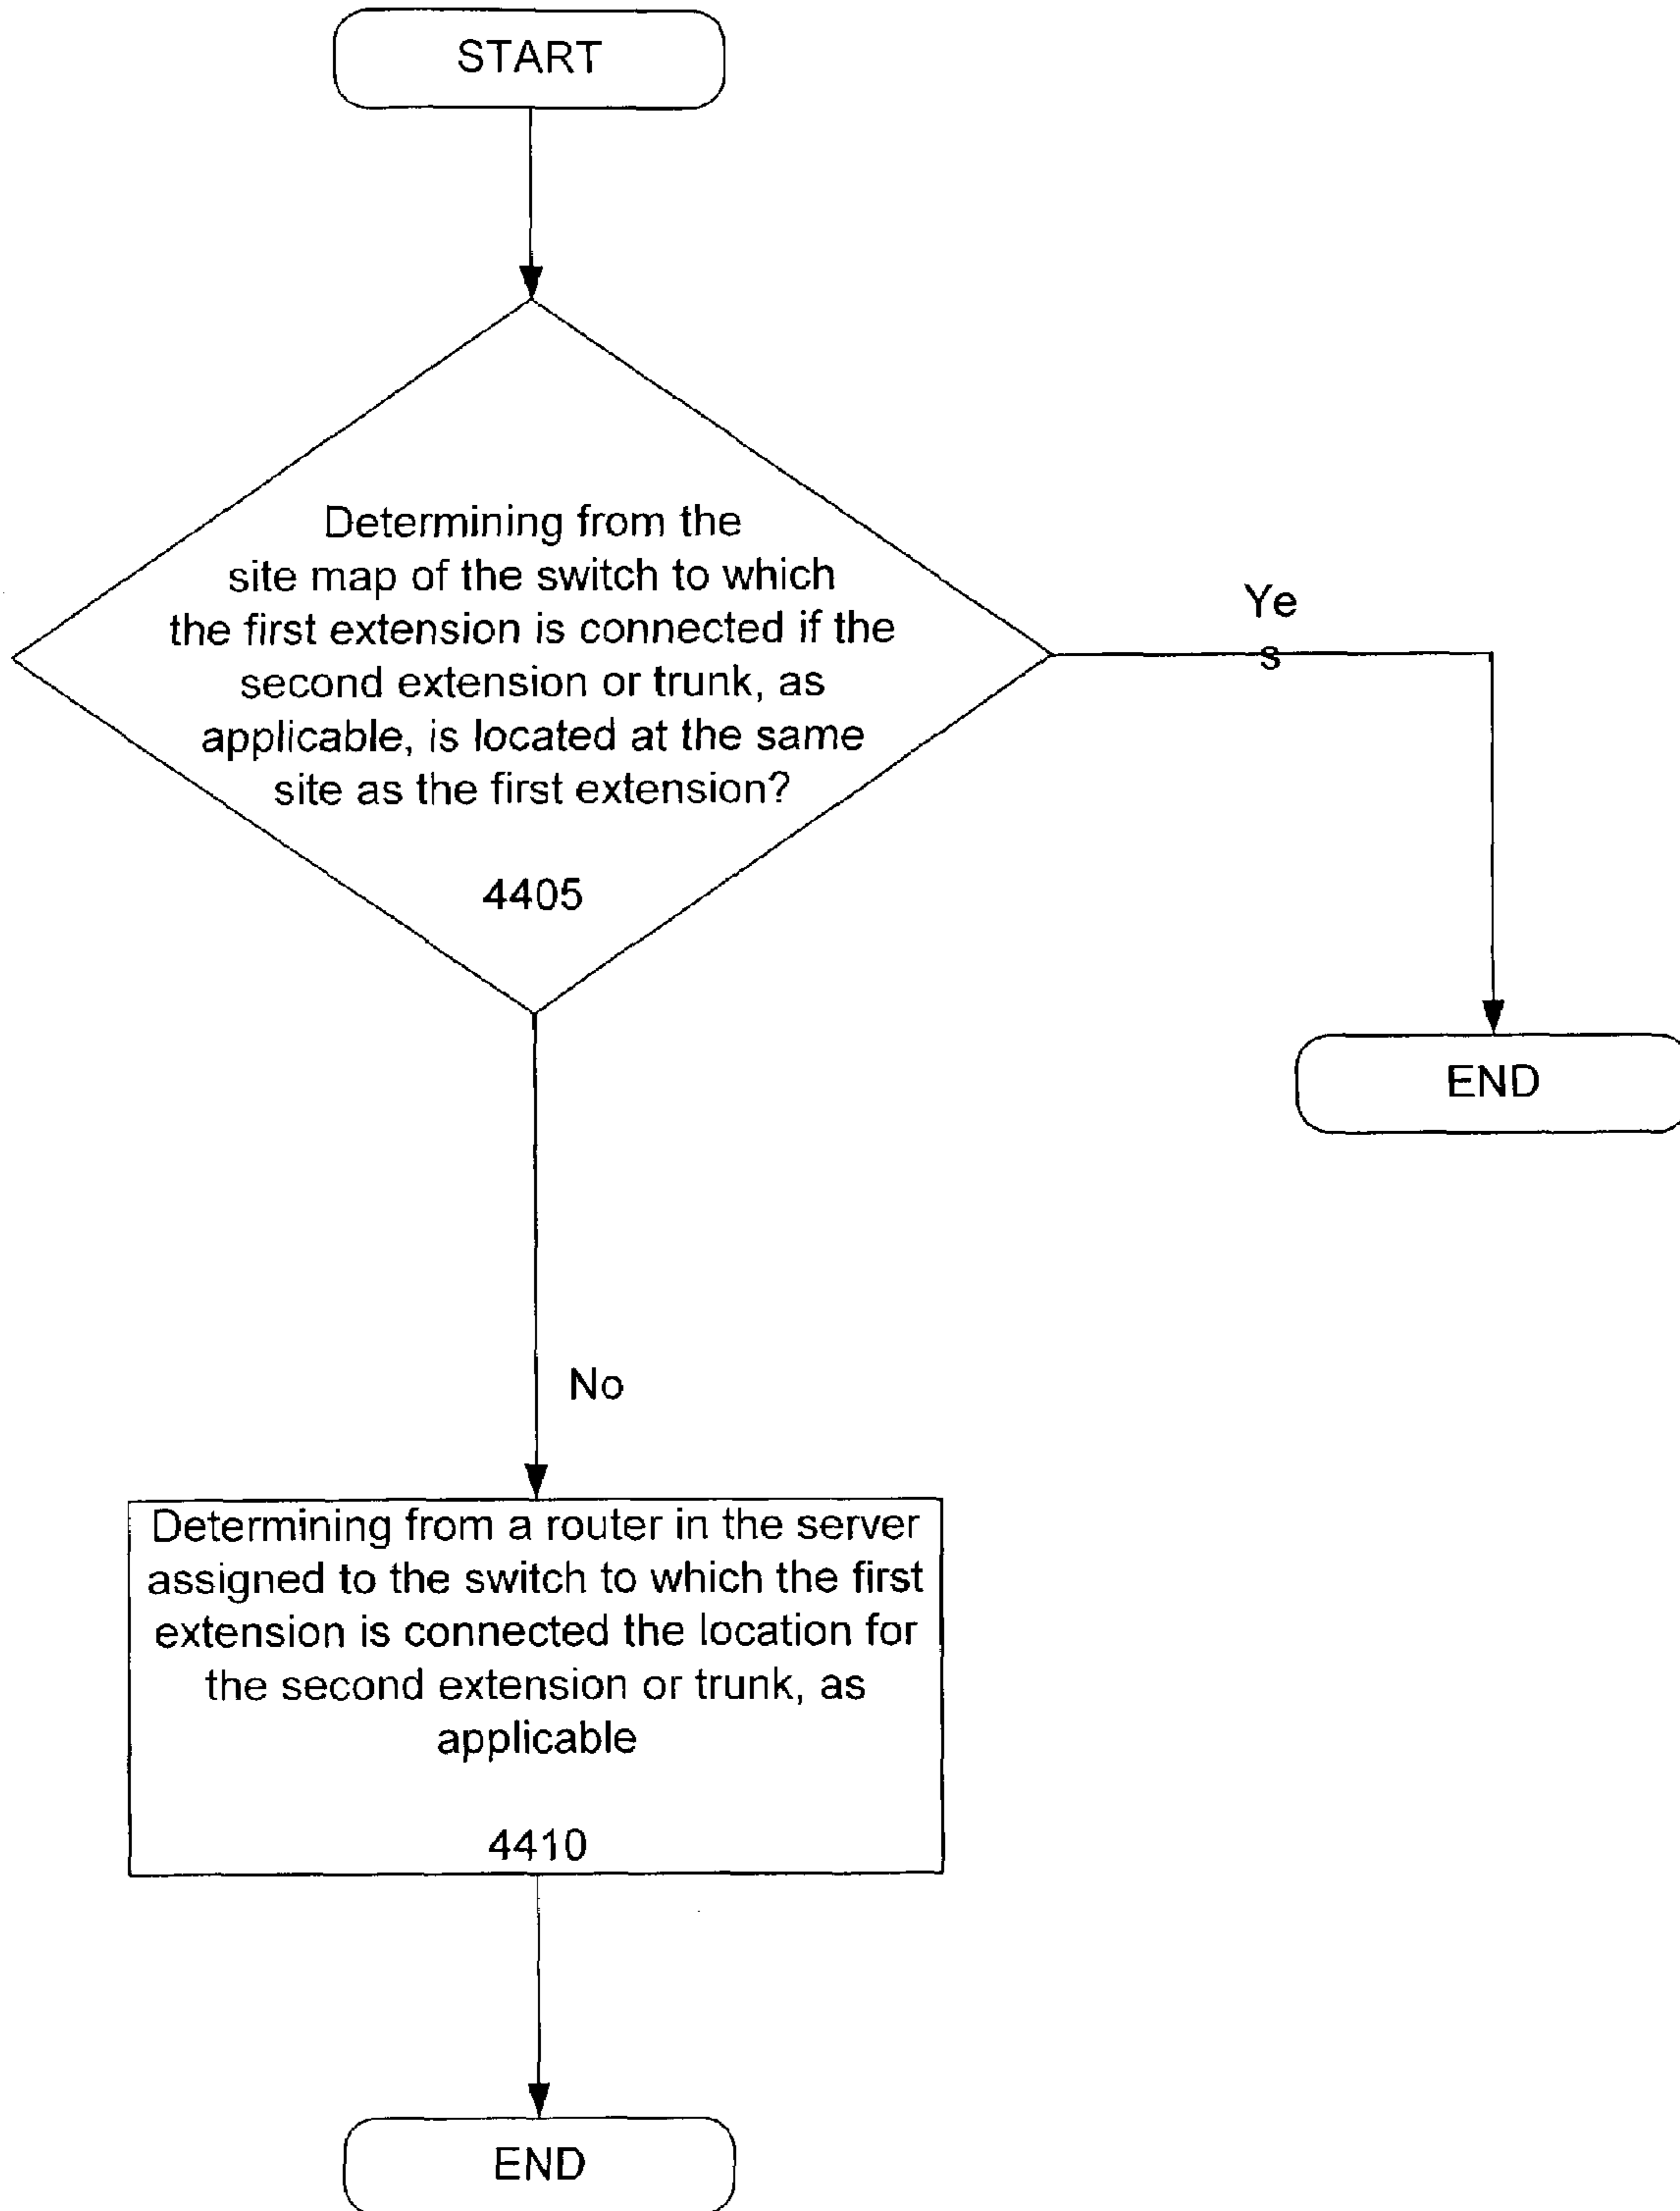 START
Determining from the
site map of the switch to which
the first extension is connected if the
second extension or trunk, as
applicable, is located at the same
site as the first extension?
4405
Ye
s
END
No
Determining from a router in the server
assigned to the switch to which the first
extension is connected the location for
the second extension or trunk, as
applicable
4410
END